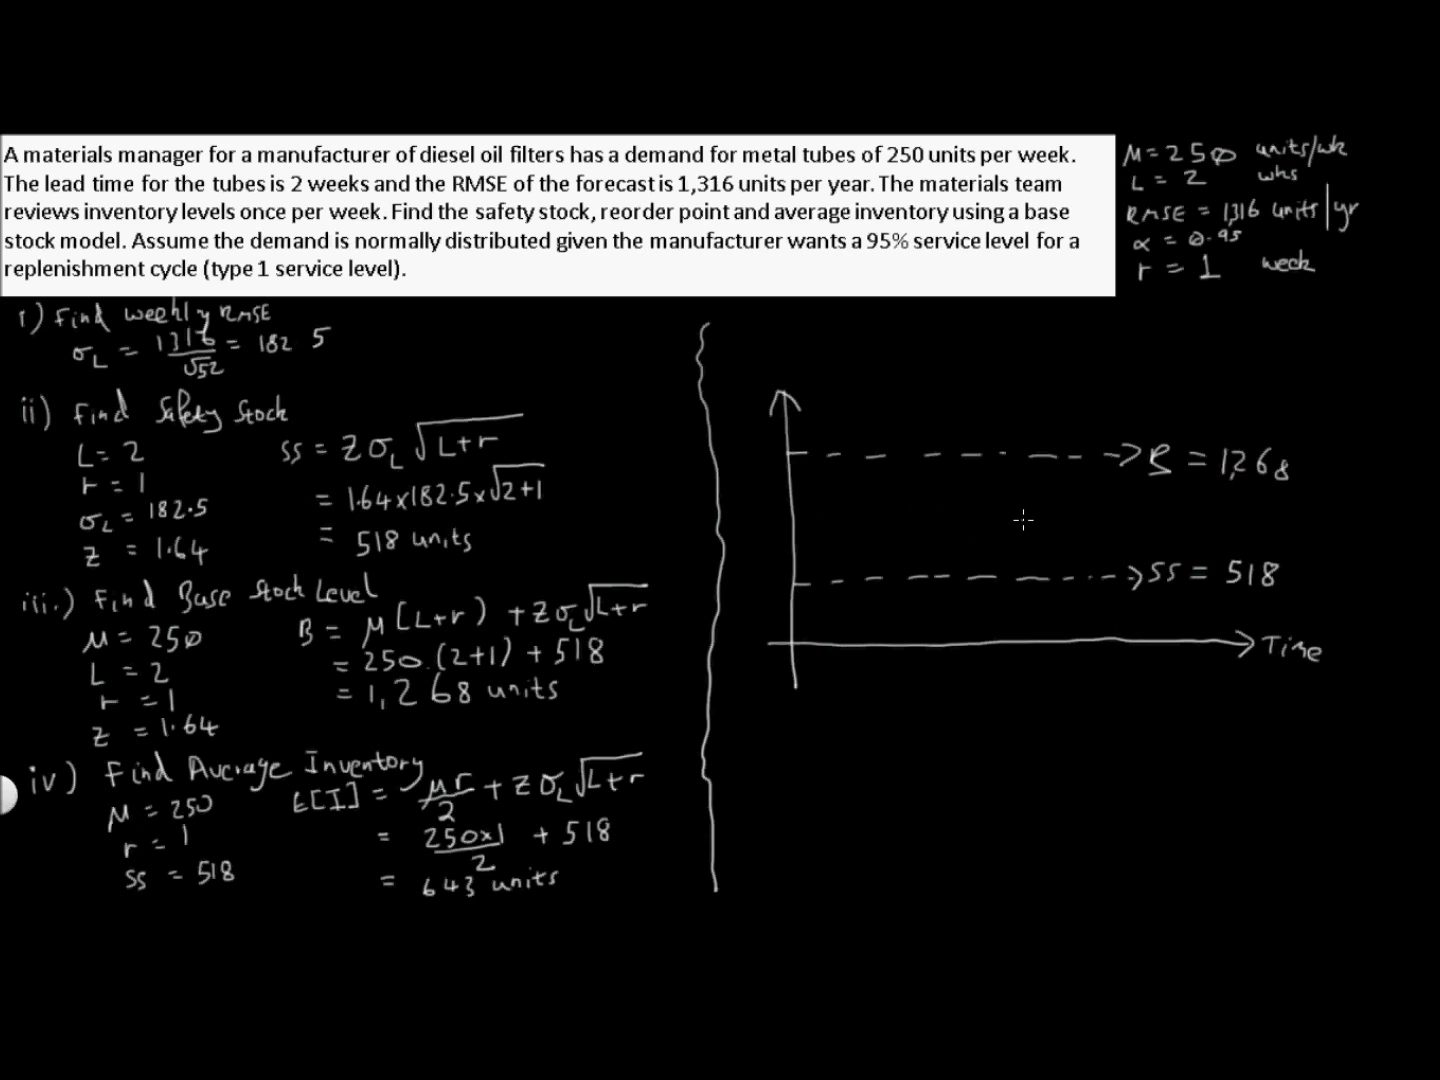 A materials manager for a manufacturer of diesel oil filters has a demand for metal tubes of 250 units per week.
The lead time for the tubes is 2 weeks and the RMSE of the forecast is 1,316 units per year. The materials team
reviews inventory levels once per week. Find the safety stock, reorder point and average inventory using a base
stock model. Assume the demand is normally distributed given the manufacturer wants a 95% service level for a
replenishment cycle (type 1 service level).
M = 250 units/wk
L = 2 wks
RMSE = 1,316 units/yr
α = 0.95
r = 1 week
i) Find weekly RMSE
σL = 1316/√52 = 182 5
ii) Find Safety Stock
L = 2
r = 1
σL = 182.5
z = 1.64
SS = ZσL√L+r
= 1.64x182.5x√2+1
= 518 units
iii.) Find Base Stock Level
M = 250
L = 2
r = 1
z = 1.64
B = μ(L+r) + ZσL√L+r
= 250.(2+1) + 518
= 1,268 units
iv) Find Average Inventory
M = 250
r = 1
SS = 518
E[I] = μr/2 + ZσL√L+r
= 250x1/2 + 518
= 643 units
B = 1,268
SS = 518
Time